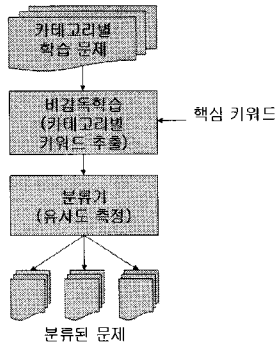 카테고리별
학습 문제
비감독학습
(카테고리별
키워드 추출)
핵심 키워드
분류기
(유사도 측정)
분류된 문제